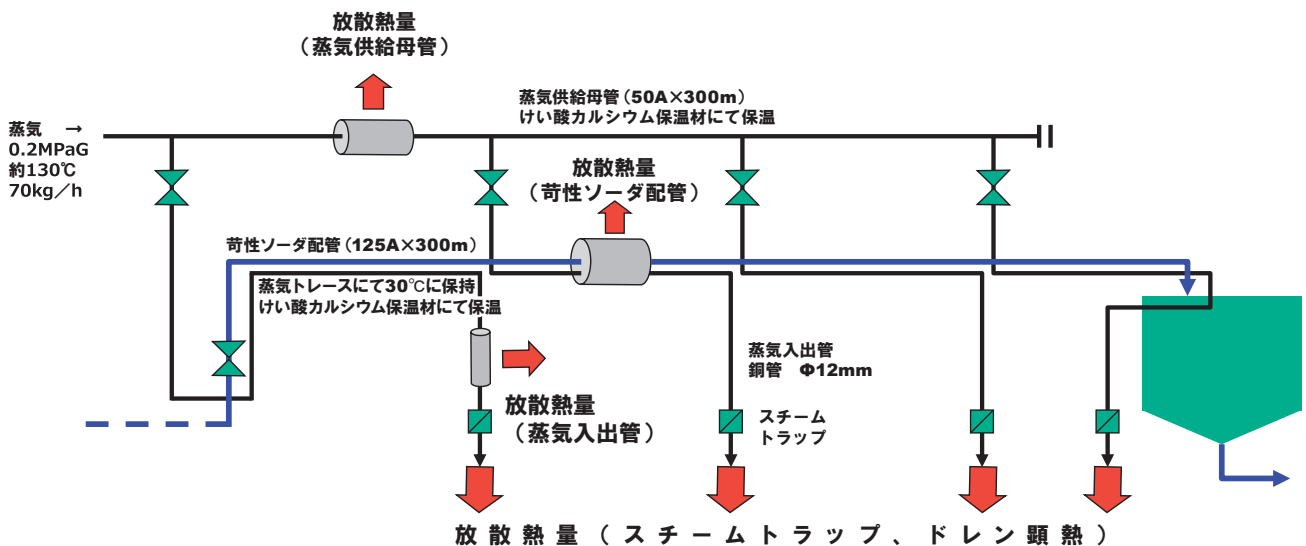 放散熱量
（蒸気供給母管）
蒸気供給母管（50A×300m）
けい酸カルシウム保温材にて保温
蒸気　→
0.2MPaG
約130℃
70kg／h
放散熱量
（苛性ソーダ配管）
苛性ソーダ配管（125A×300m）
蒸気トレースにて30℃に保持
けい酸カルシウム保温材にて保温
蒸気入出管
銅管　Φ12mm
放散熱量
（蒸気入出管）
スチーム
トラップ
放散熱量（スチームトラップ、ドレン顕熱）